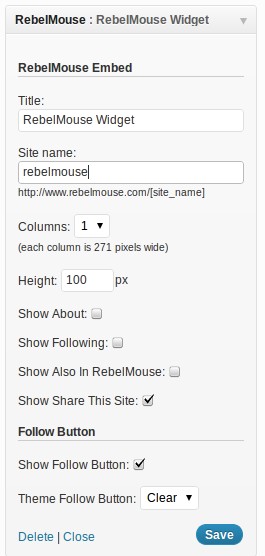 RebelMouse : RebelMouse Widget
RebelMouse Embed
Title:
RebelMouse Widget
Site name:
rebelmouse
http://www.rebelmouse.com/[site_name]
Columns: 1
(each column is 271 pixels wide)
Height: 100 px
Show About:
Show Following:
Show Also In RebelMouse:
Show Share This Site:
Follow Button
Show Follow Button:
Theme Follow Button: Clear
Delete | Close Save